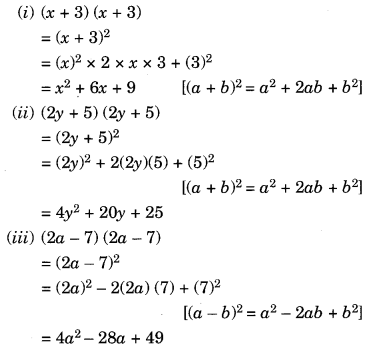 (i) (x + 3) (x + 3)
= (x + 3)²
= (x)² × 2 × x × 3 + (3)²
= x² + 6x + 9 [(a + b)² = a² + 2ab + b²]
(ii) (2y + 5) (2y + 5)
= (2y + 5)²
= (2y)² + 2(2y)(5) + (5)²
[(a + b)² = a² + 2ab + b²]
= 4y² + 20y + 25
(iii) (2a – 7) (2a – 7)
= (2a – 7)²
= (2a)² – 2(2a) (7) + (7)²
[(a – b)² = a² – 2ab + b²]
= 4a² – 28a + 49